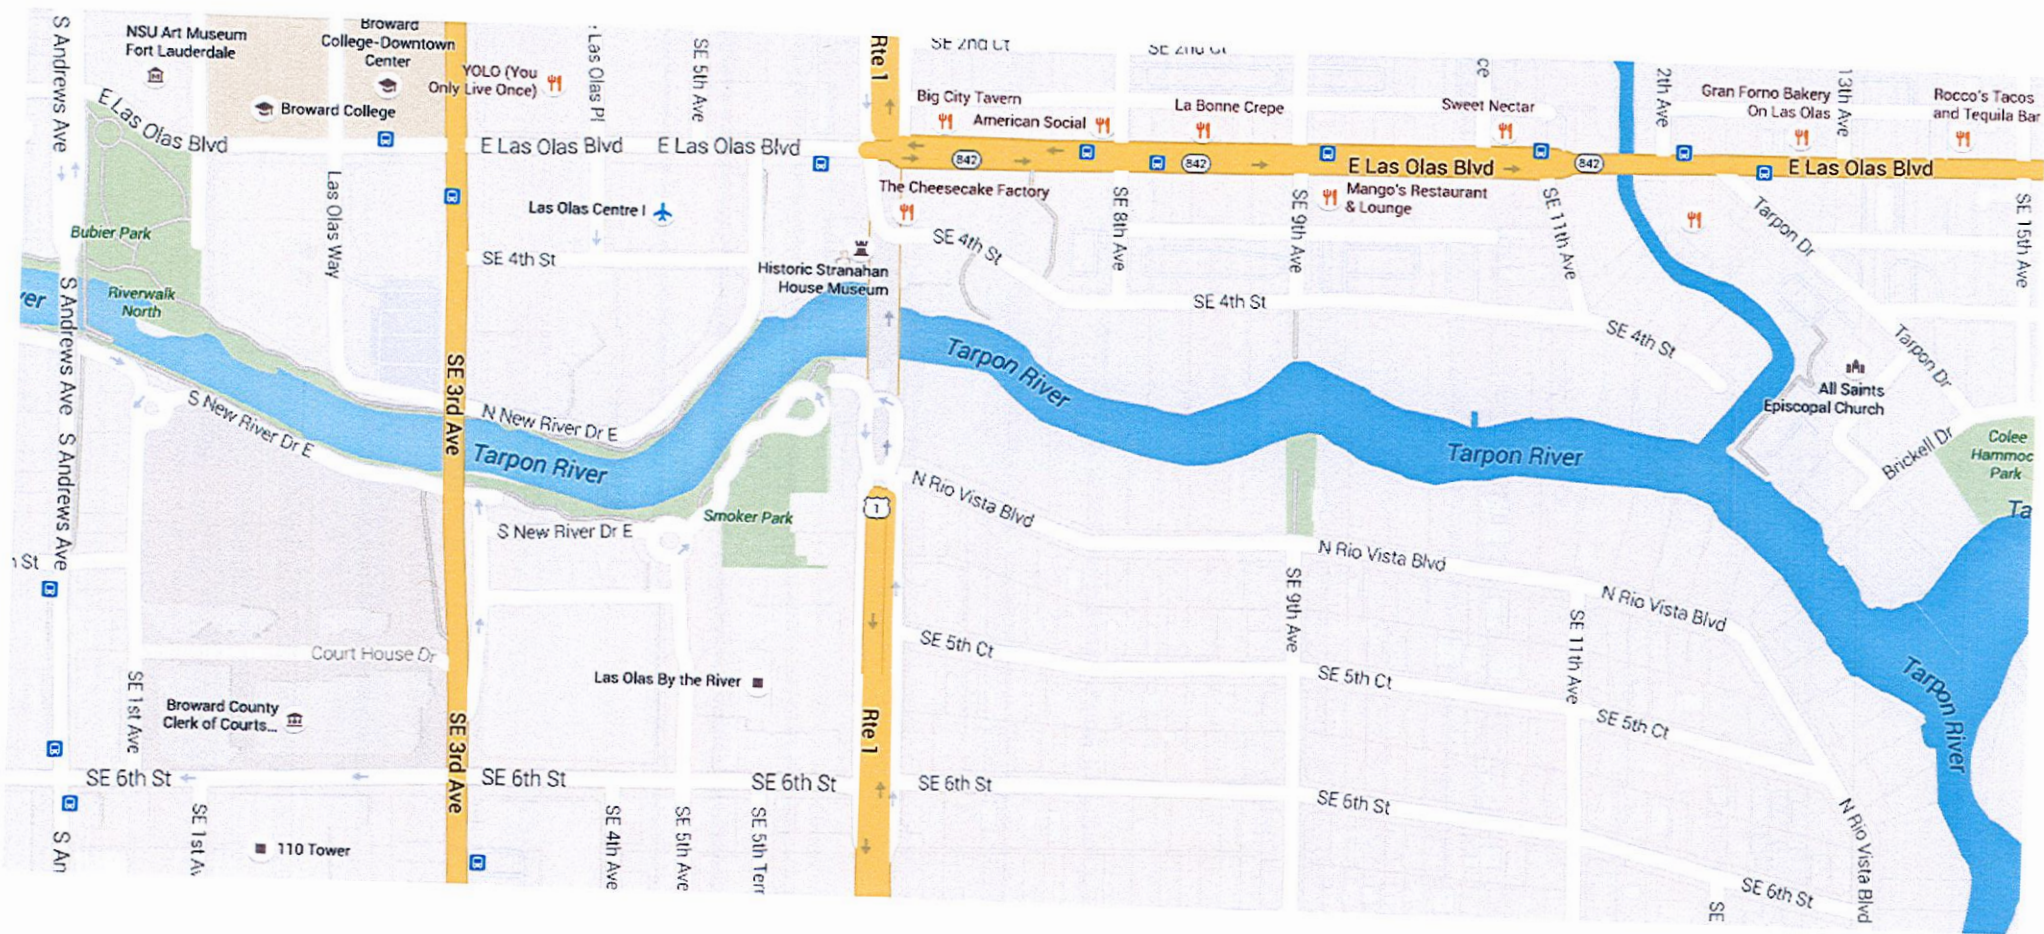 S Andrews Ave
NSU Art Museum
Fort Lauderdale
Broward
College-Downtown
Center
Broward College
YOLO (You
Only Live Once)
Las Olas Pl
SE 5th Ave
Rte 1
SE 2nd Ct
SE 2nd Ct
ce
2th Ave
13th Ave
Big City Tavern
American Social
La Bonne Crepe
Sweet Nectar
Gran Forno Bakery
On Las Olas
Rocco's Tacos
and Tequila Bar
E Las Olas Blvd
E Las Olas Blvd
E Las Olas Blvd
842
842
E Las Olas Blvd
842
E Las Olas Blvd
Las Olas Way
Las Olas Centre I
The Cheesecake Factory
SE 8th Ave
SE 9th Ave
Mango's Restaurant
& Lounge
SE 11th Ave
Tarpon Dr
SE 15th Ave
Bubier Park
SE 4th St
SE 4th St
Historic Stranahan
House Museum
Riverwalk
North
ver
S Andrews Ave
SE 4th St
SE 4th St
Tarpon Dr
SE 3rd Ave
Tarpon River
All Saints
Episcopal Church
S New River Dr E
N New River Dr E
Tarpon River
Tarpon River
Brickell Dr
Colee
Hammoc
Park
Ta
S Andrews Ave
N Rio Vista Blvd
1
Smoker Park
S New River Dr E
St
N Rio Vista Blvd
SE 9th Ave
N Rio Vista Blvd
SE 11th Ave
Court House Dr
SE 5th Ct
SE 5th Ct
SE 5th Ct
Las Olas By the River
Tarpon River
SE 1st Ave
Broward County
Clerk of Courts...
SE 3rd Ave
Rte 1
SE 6th St
SE 6th St
SE 6th St
SE 6th St
SE 6th St
N Rio Vista Blvd
S An
SE 1st Av
110 Tower
SE 4th Ave
SE 5th Ave
SE 5th Terr
SE 6th St
SE